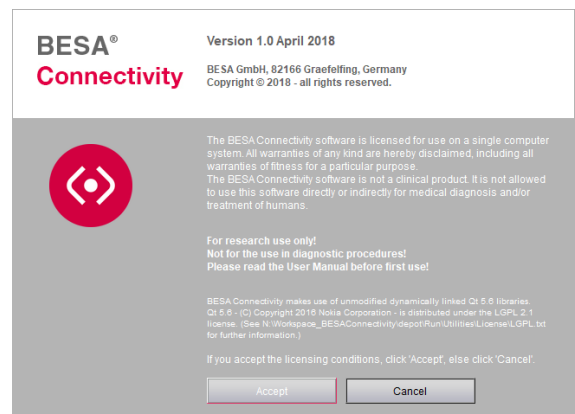 BESA®
Connectivity
Version 1.0 April 2018
BESA GmbH, 82166 Graefelfing, Germany
Copyright © 2018 - all rights reserved.
The BESA Connectivity software is licensed for use on a single computer
system. All warranties of any kind are hereby disclaimed, including all
warranties of fitness for a particular purpose.
The BESA Connectivity software is not a clinical product. It is not allowed
to use this software directly or indirectly for medical diagnosis and/or
treatment of humans.
For research use only!
Not for the use in diagnostic procedures!
Please read the User Manual before first use!
BESA Connectivity makes use of unmodified dynamically linked Qt 5.6 libraries.
Qt 5.6 - (C) Copyright 2016 Nokia Corporation - is distributed under the LGPL 2.1
license. (See N:\Workspace_BESAConnectivity\depot\Run\Utilities\License\LGPL.txt
for further information.)
If you accept the licensing conditions, click 'Accept', else click 'Cancel'.
Accept
Cancel